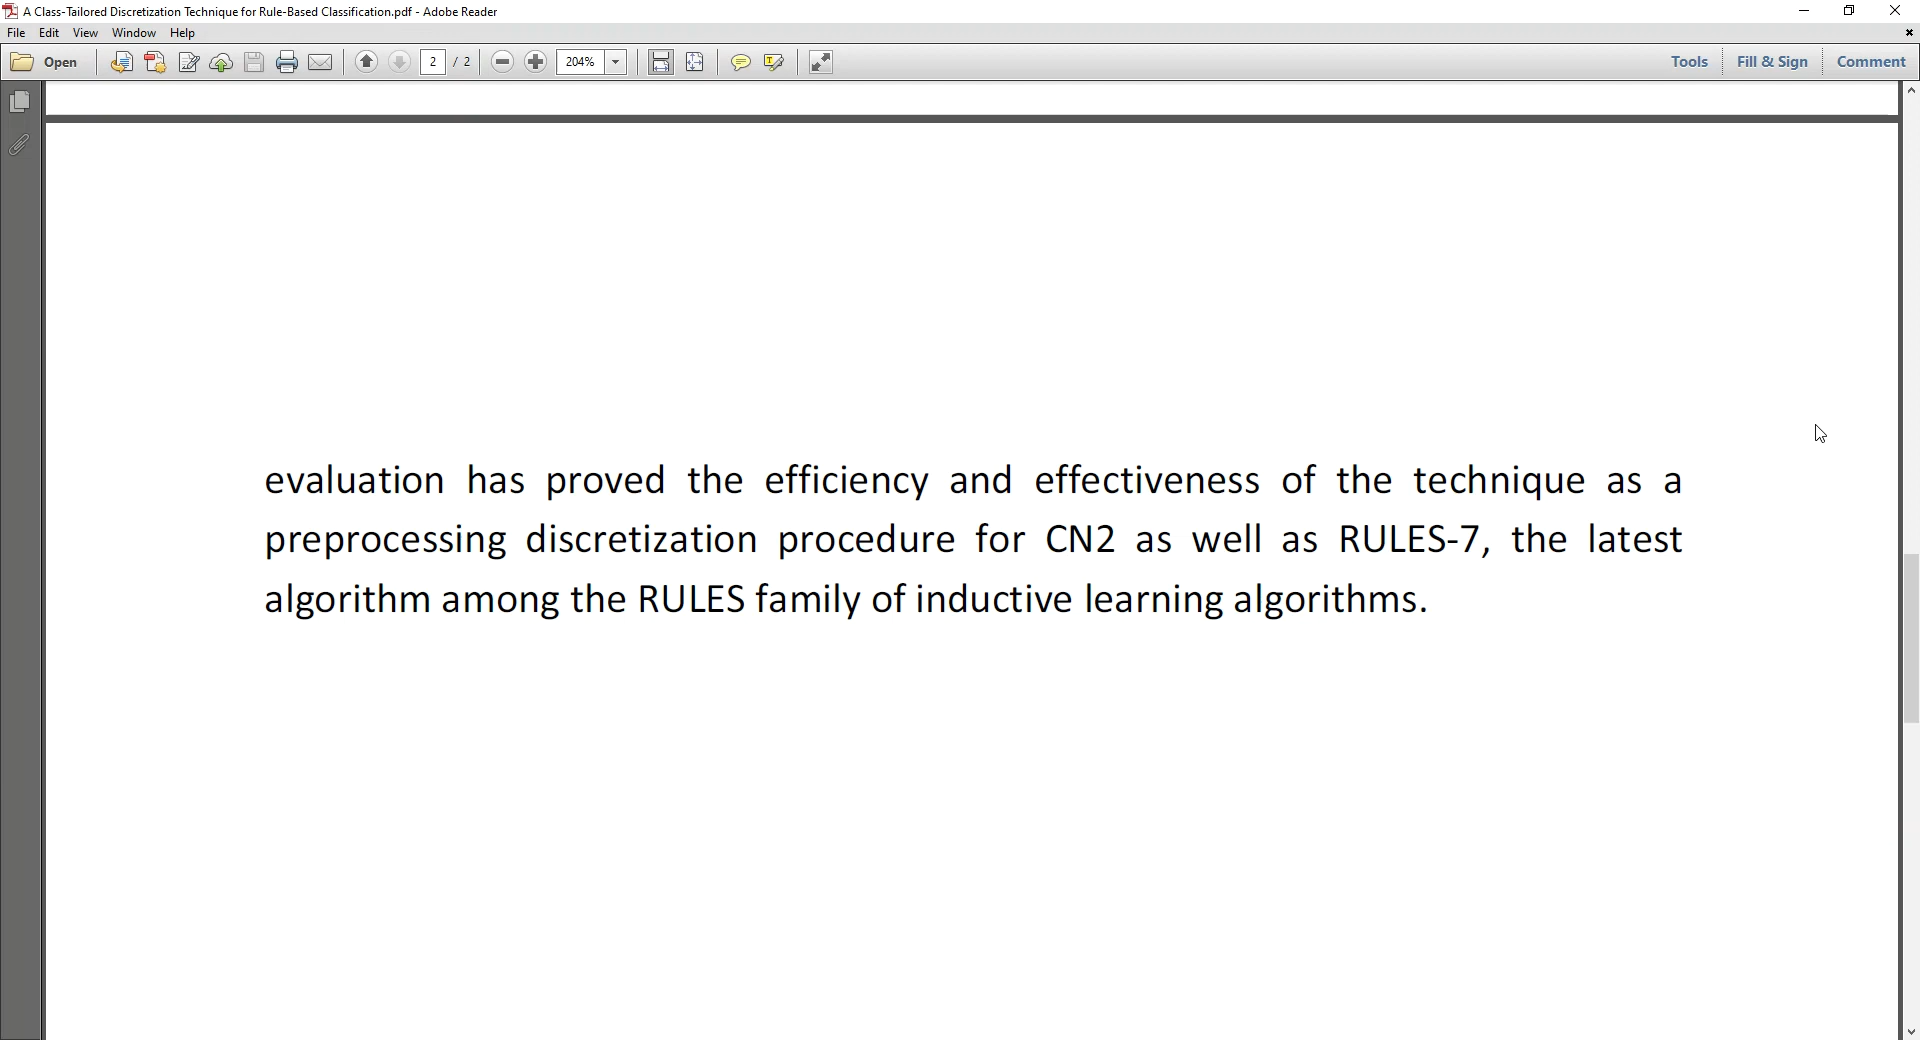 A Class-Tailored Discretization Technique for Rule-Based Classification.pdf - Adobe Reader
File Edit View Window Help
Open 2 / 2 204% Tools Fill & Sign Comment
evaluation has proved the efficiency and effectiveness of the technique as a
preprocessing discretization procedure for CN2 as well as RULES-7, the latest
algorithm among the RULES family of inductive learning algorithms.